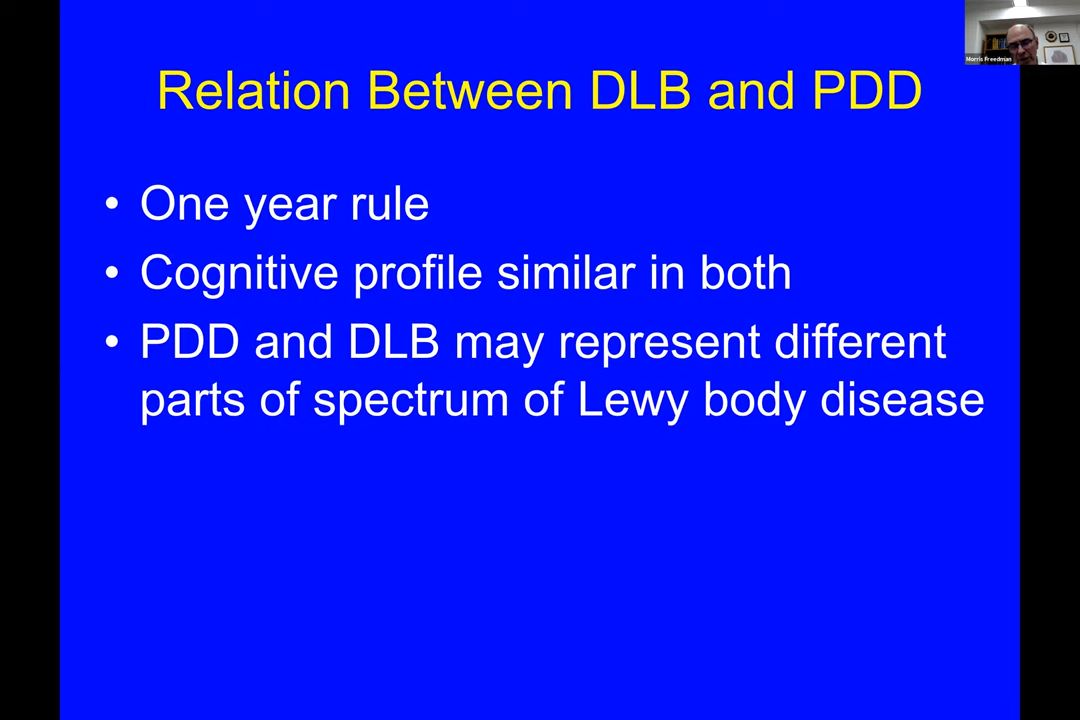 Relation Between DLB and PDD
• One year rule
• Cognitive profile similar in both
• PDD and DLB may represent different
parts of spectrum of Lewy body disease
Morris Freedman